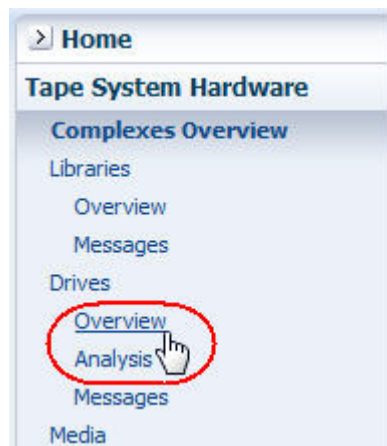 Home
Tape System Hardware
Complexes Overview
Libraries
Overview
Messages
Drives
Overview
Analysis
Messages
Media